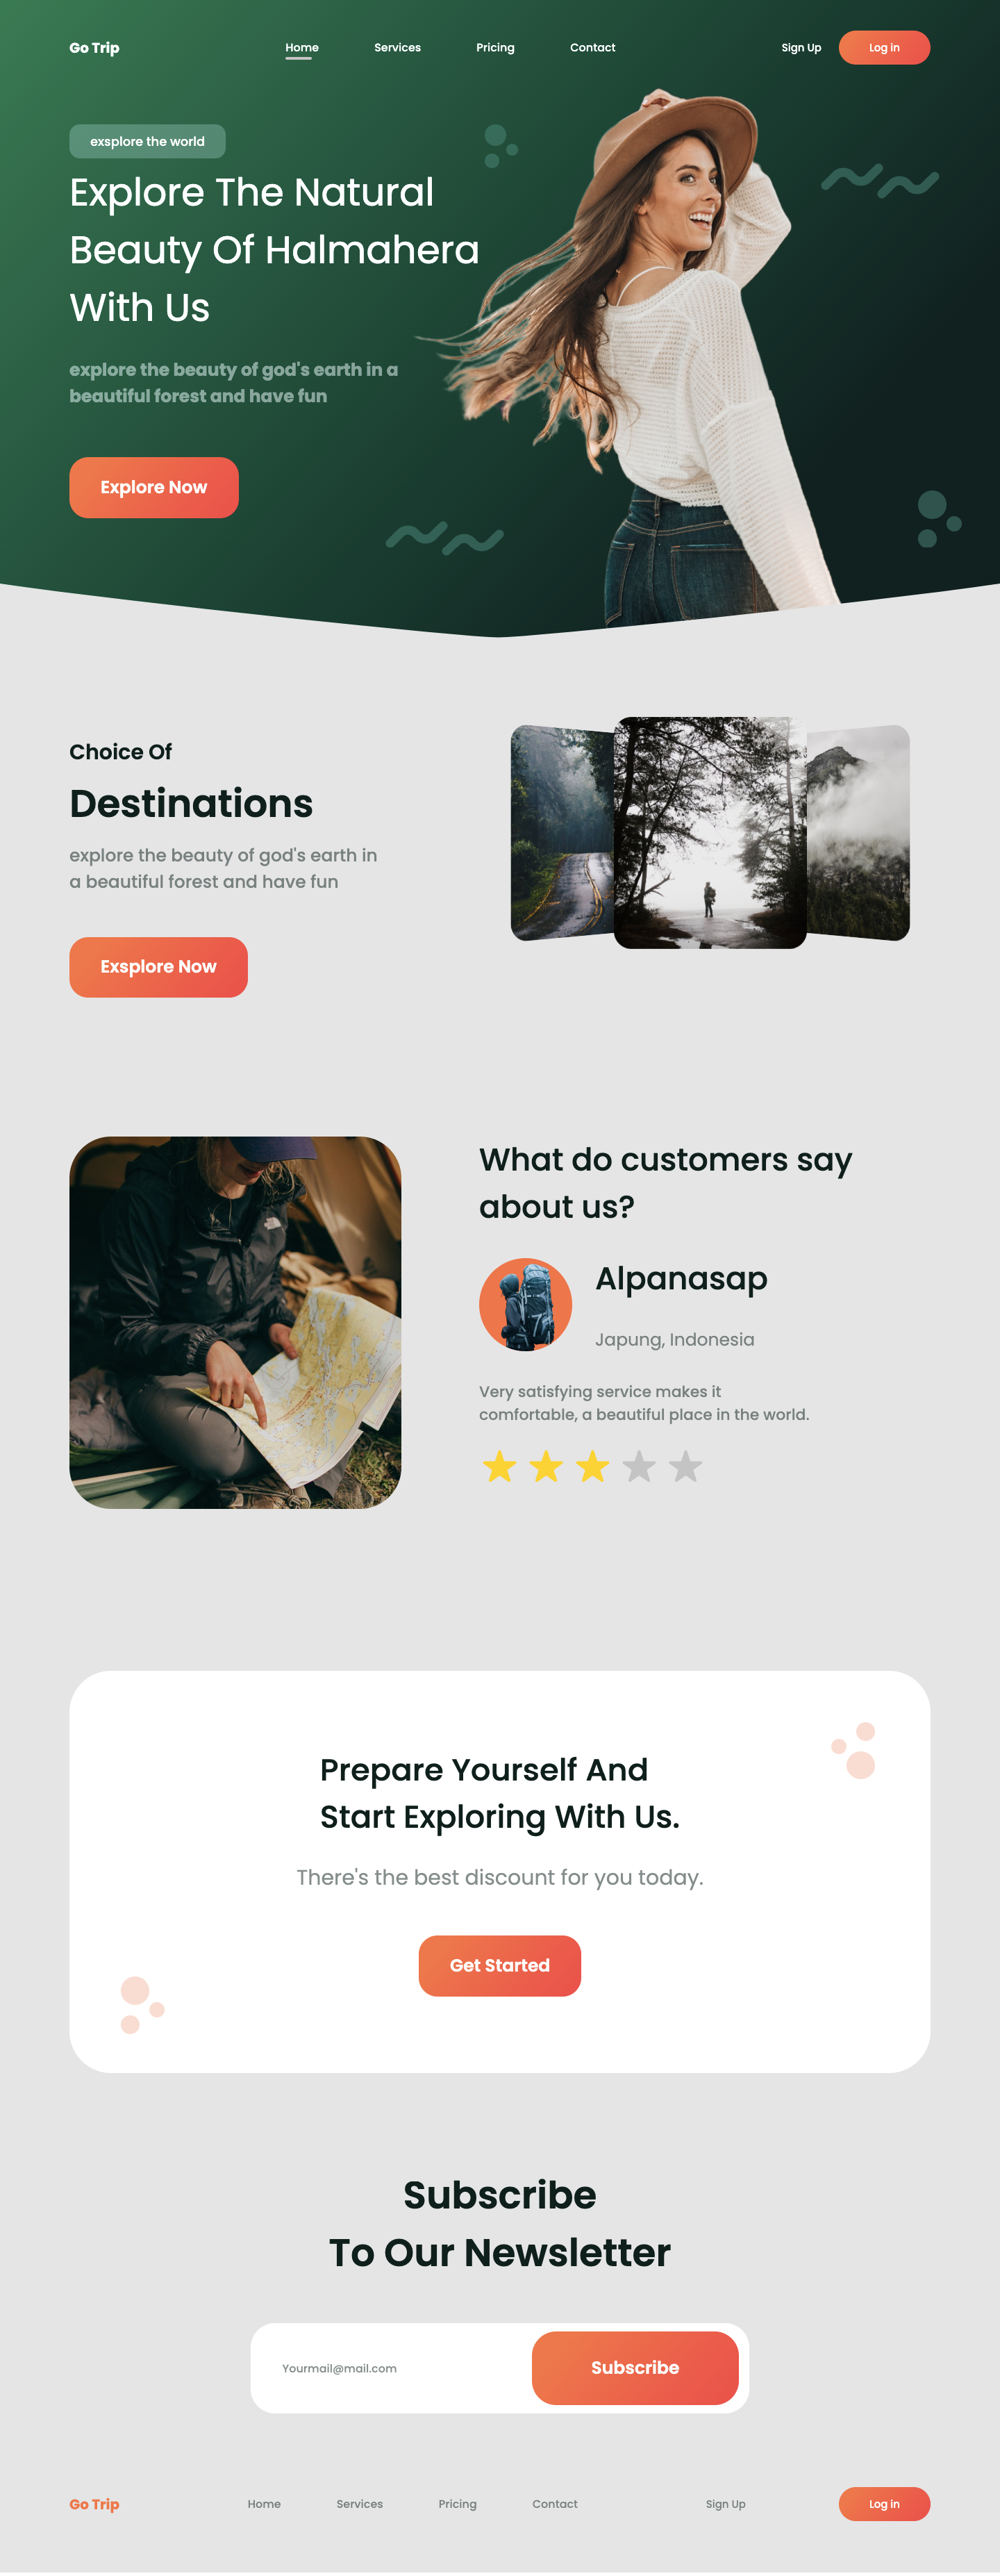 Go Trip
Home
Services
Pricing
Contact
Sign Up
Log in
exsplore the world
Explore The Natural
Beauty Of Halmahera
With Us
explore the beauty of god's earth in a
beautiful forest and have fun
Explore Now
Choice Of
Destinations
explore the beauty of god's earth in
a beautiful forest and have fun
Exsplore Now
What do customers say
about us?
Alpanasap
Japung, Indonesia
Very satisfying service makes it
comfortable, a beautiful place in the world.
Prepare Yourself And
Start Exploring With Us.
There's the best discount for you today.
Get Started
Subscribe
To Our Newsletter
Yourmail@mail.com
Subscribe
Go Trip
Home
Services
Pricing
Contact
Sign Up
Log in